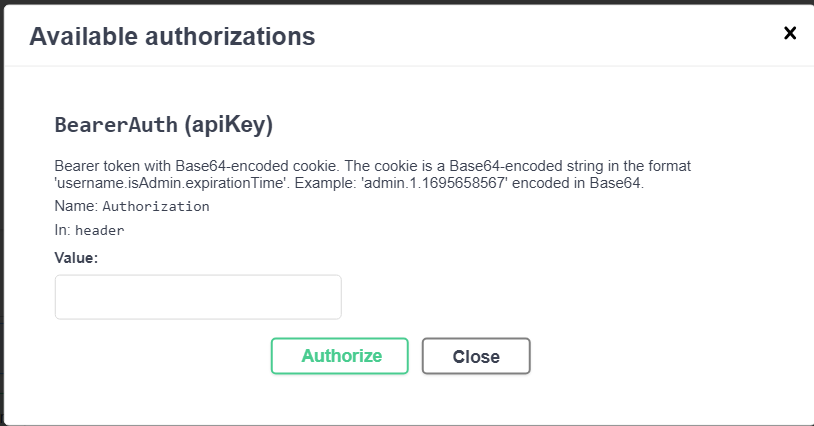 Available authorizations
BearerAuth (apiKey)
Bearer token with Base64-encoded cookie. The cookie is a Base64-encoded string in the format
'username.isAdmin.expirationTime'. Example: 'admin.1.1695658567' encoded in Base64.
Name: Authorization
In: header
Value:
Authorize Close